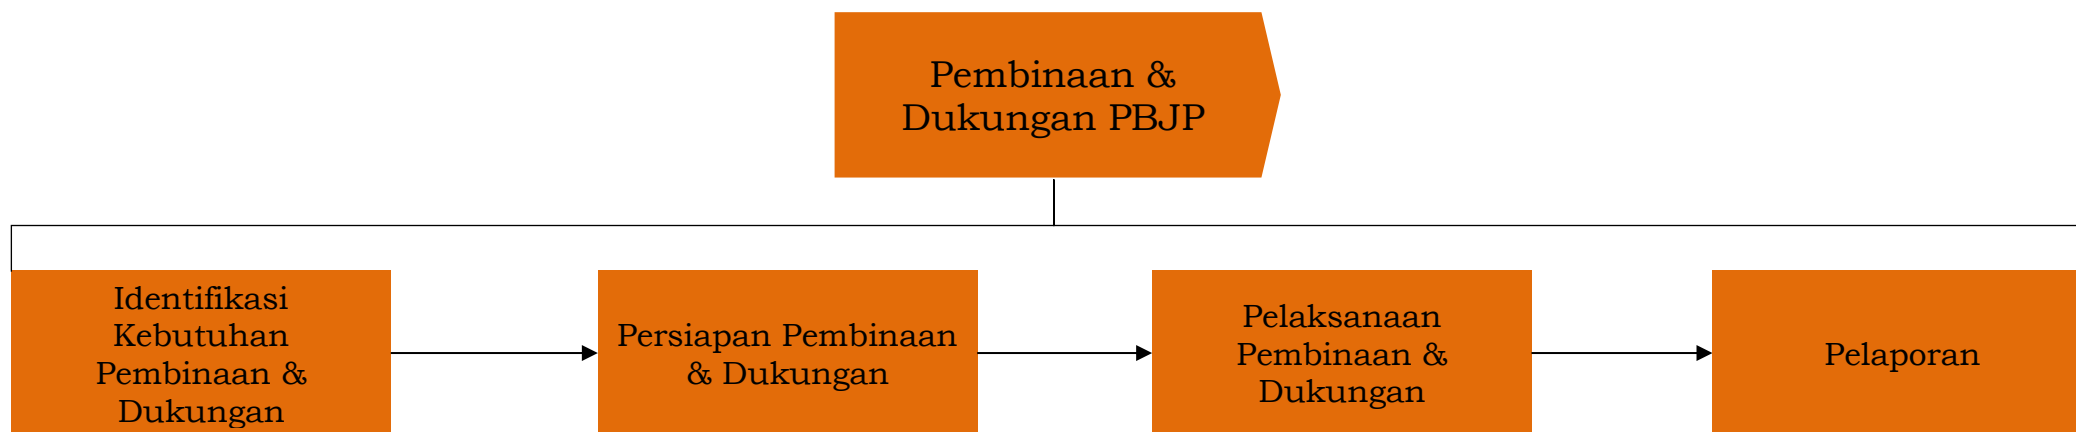 Pembinaan &
Dukungan PBJP
Identifikasi
Kebutuhan
Pembinaan &
Dukungan
Persiapan Pembinaan
& Dukungan
Pelaksanaan
Pembinaan &
Dukungan
Pelaporan